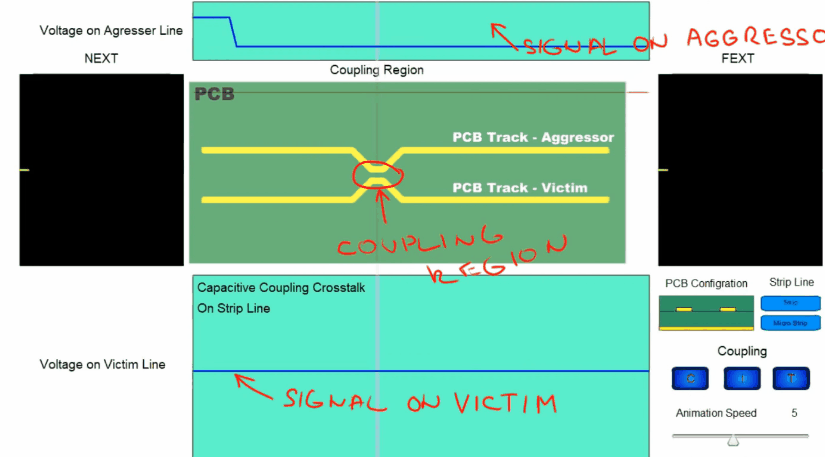 Voltage on Agresser Line
SIGNAL ON AGGRESSO
NEXT
Coupling Region
FEXT
PCB
PCB Track - Aggressor
PCB Track - Victim
COUPLING
REGION
Capacitive Coupling Crosstalk
On Strip Line
PCB Configration
Strip Line
Strip
Micro Strip
Voltage on Victim Line
SIGNAL ON VICTIM
Coupling
C I T
Animation Speed 5